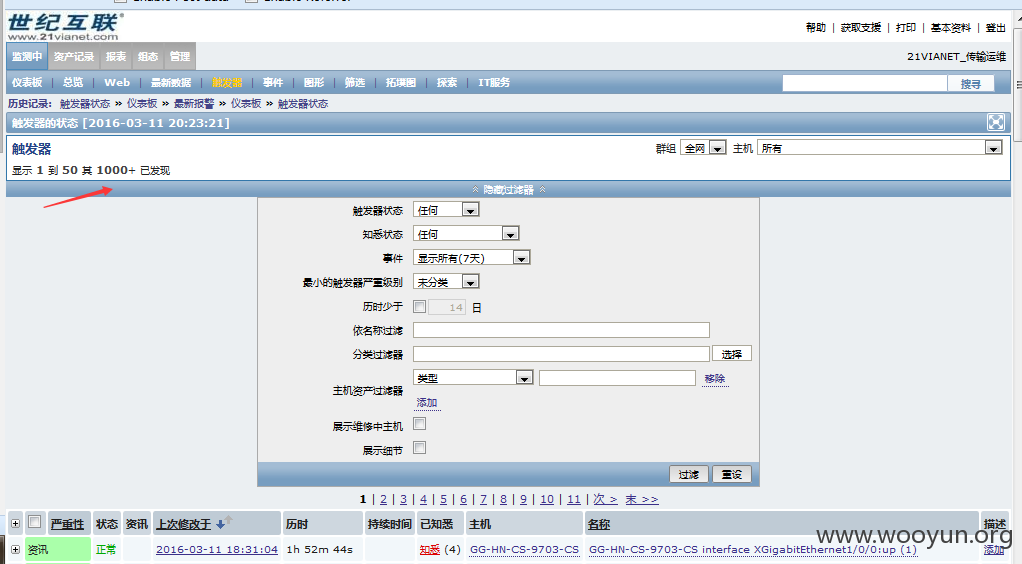 Enable Post data Enable Referrer
世纪互联®
www.21vianet.com
帮助 | 获取支援 | 打印 | 基本资料 | 登出
监测中 资产记录 报表 组态 管理
21VIANET_传输运维
仪表板 | 总览 | Web | 最新数据 | 触发器 | 事件 | 图形 | 筛选 | 拓璞图 | 探索 | IT服务
搜寻
历史记录: 触发器状态 » 仪表板 » 最新报警 » 仪表板 » 触发器状态
触发器的状态 [2016-03-11 20:23:21]
触发器
群组 全网 主机 所有
显示 1 到 50 其 1000+ 已发现
隐藏过滤器
触发器状态 任何
知悉状态 任何
事件 显示所有(7天)
最小的触发器严重级别 未分类
历时少于 14 日
依名称过滤
分类过滤器 选择
主机资产过滤器 类型 移除
添加
展示维修中主机
展示细节
过滤 重设
1 | 2 | 3 | 4 | 5 | 6 | 7 | 8 | 9 | 10 | 11 | 次 > 末 >>
严重性 状态 资讯 上次修改于 历时 持续时间 已知悉 主机 名称 描述
资讯 正常 2016-03-11 18:31:04 1h 52m 44s 知悉 (4) GG-HN-CS-9703-CS GG-HN-CS-9703-CS interface XGigabitEthernet1/0/0:up (1) 添加
www.wooyun.org